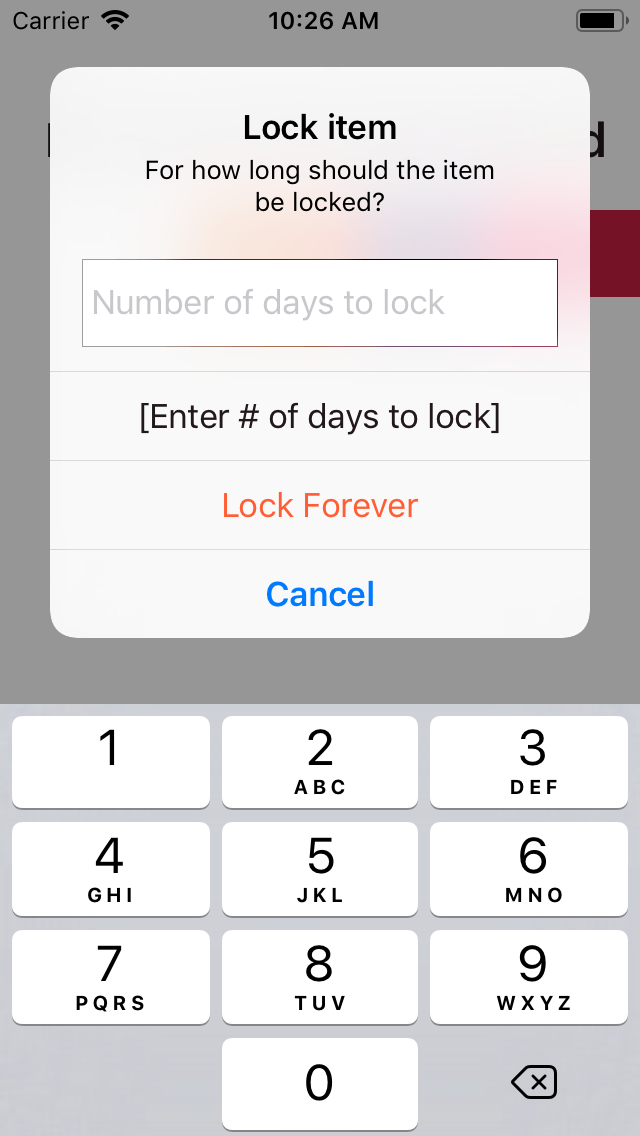 Carrier 10:26 AM
Lock item
For how long should the item
be locked?
Number of days to lock
[Enter # of days to lock]
Lock Forever
Cancel
1 2 3
ABC DEF
4 5 6
GHI JKL MNO
7 8 9
PQRS TUV WXYZ
0